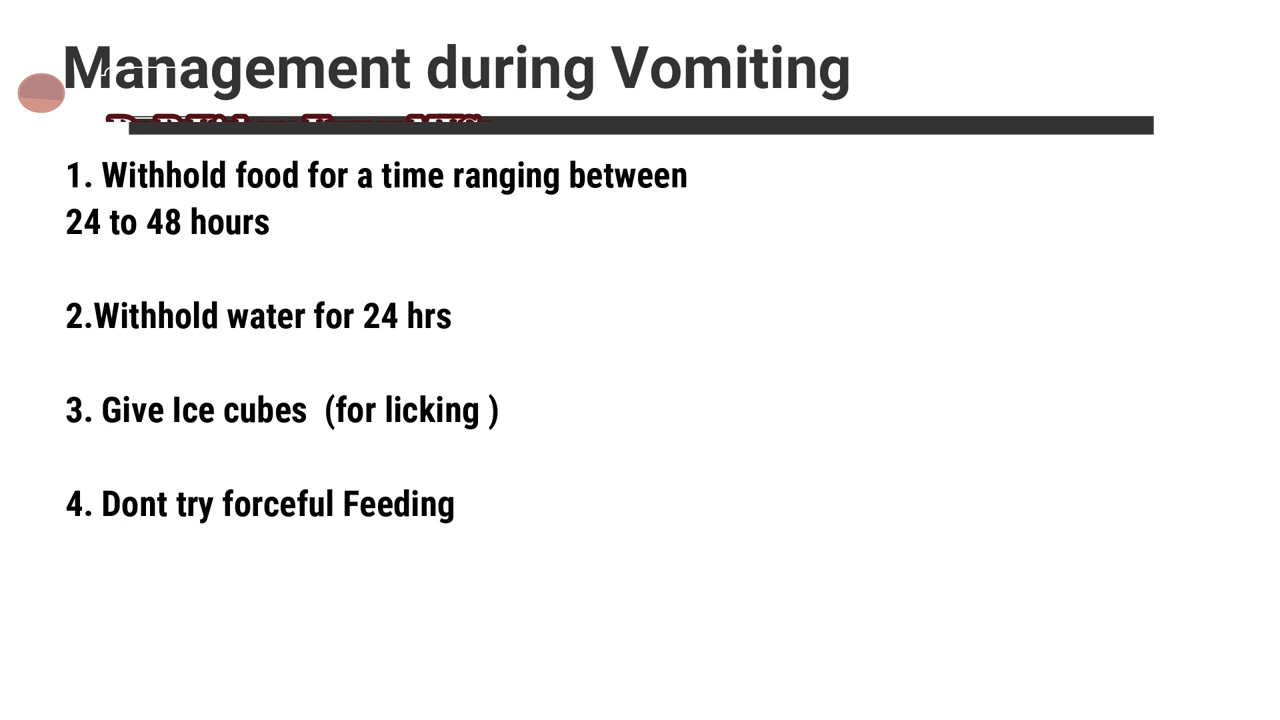 Management during Vomiting
1. Withhold food for a time ranging between
24 to 48 hours
2.Withhold water for 24 hrs
3. Give Ice cubes  (for licking )
4. Dont try forceful Feeding